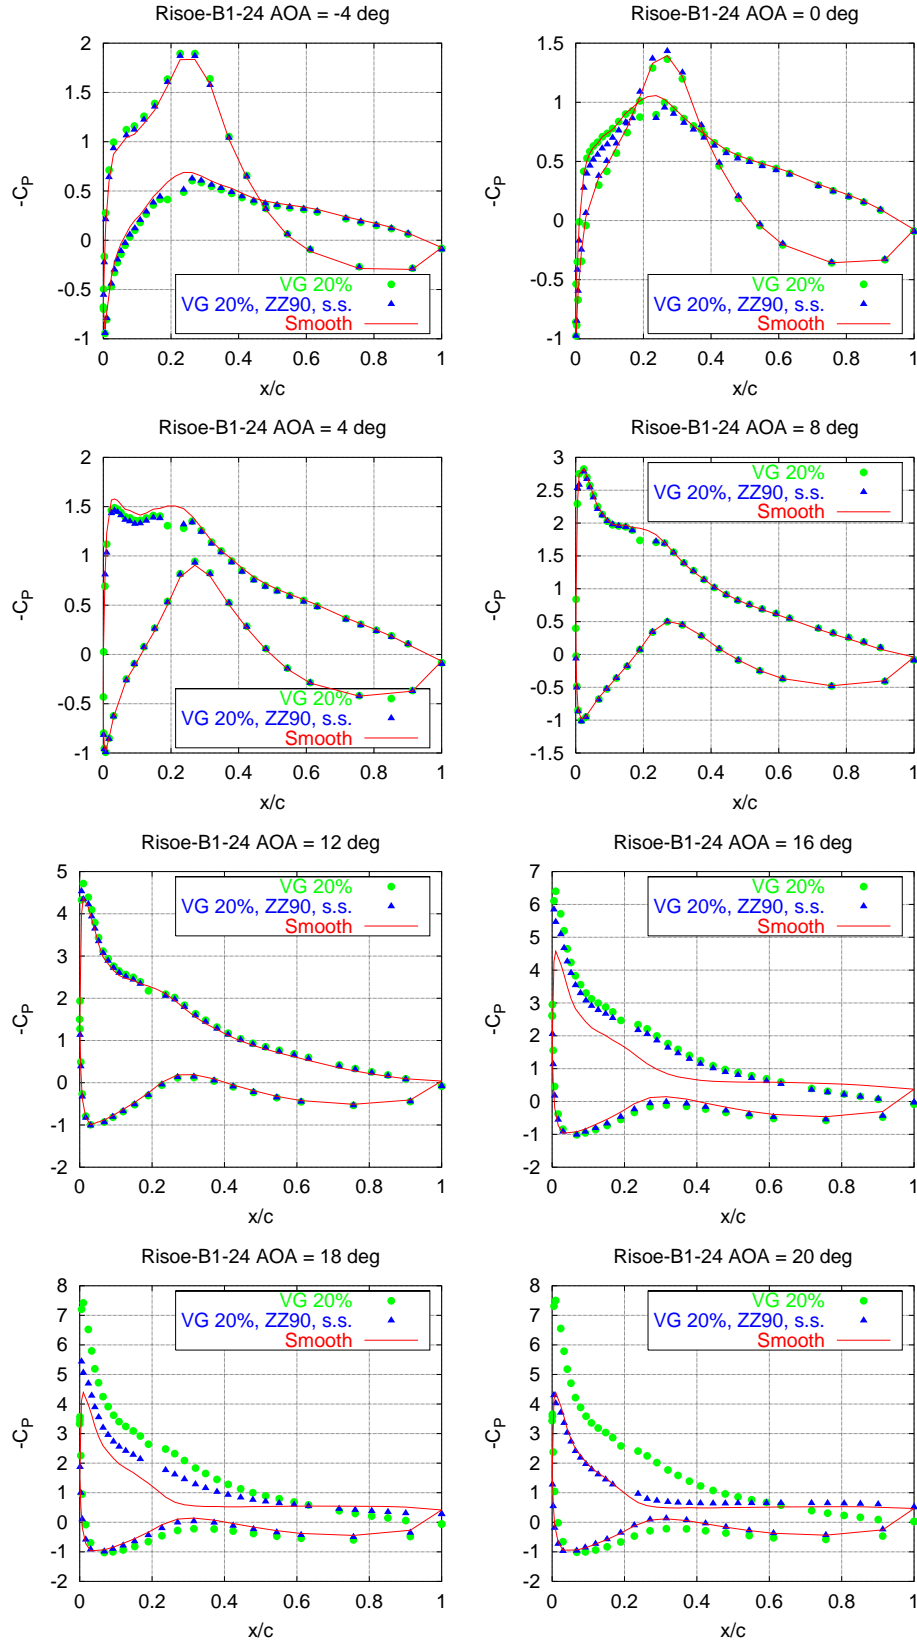 Risoe-B1-24 AOA = -4 deg
2
1.5
1
0.5
0
-0.5
-1
-C_P
0 0.2 0.4 0.6 0.8 1
x/c
VG 20%
VG 20%, ZZ90, s.s.
Smooth
Risoe-B1-24 AOA = 0 deg
1.5
1
0.5
0
-0.5
-1
-C_P
0 0.2 0.4 0.6 0.8 1
x/c
VG 20%
VG 20%, ZZ90, s.s.
Smooth
Risoe-B1-24 AOA = 4 deg
2
1.5
1
0.5
0
-0.5
-1
-C_P
0 0.2 0.4 0.6 0.8 1
x/c
VG 20%
VG 20%, ZZ90, s.s.
Smooth
Risoe-B1-24 AOA = 8 deg
3
2.5
2
1.5
1
0.5
0
-0.5
-1
-1.5
-C_P
0 0.2 0.4 0.6 0.8 1
x/c
VG 20%
VG 20%, ZZ90, s.s.
Smooth
Risoe-B1-24 AOA = 12 deg
5
4
3
2
1
0
-1
-2
-C_P
0 0.2 0.4 0.6 0.8 1
x/c
VG 20%
VG 20%, ZZ90, s.s.
Smooth
Risoe-B1-24 AOA = 16 deg
7
6
5
4
3
2
1
0
-1
-2
-C_P
0 0.2 0.4 0.6 0.8 1
x/c
VG 20%
VG 20%, ZZ90, s.s.
Smooth
Risoe-B1-24 AOA = 18 deg
8
7
6
5
4
3
2
1
0
-1
-2
-C_P
0 0.2 0.4 0.6 0.8 1
x/c
VG 20%
VG 20%, ZZ90, s.s.
Smooth
Risoe-B1-24 AOA = 20 deg
8
7
6
5
4
3
2
1
0
-1
-2
-C_P
0 0.2 0.4 0.6 0.8 1
x/c
VG 20%
VG 20%, ZZ90, s.s.
Smooth